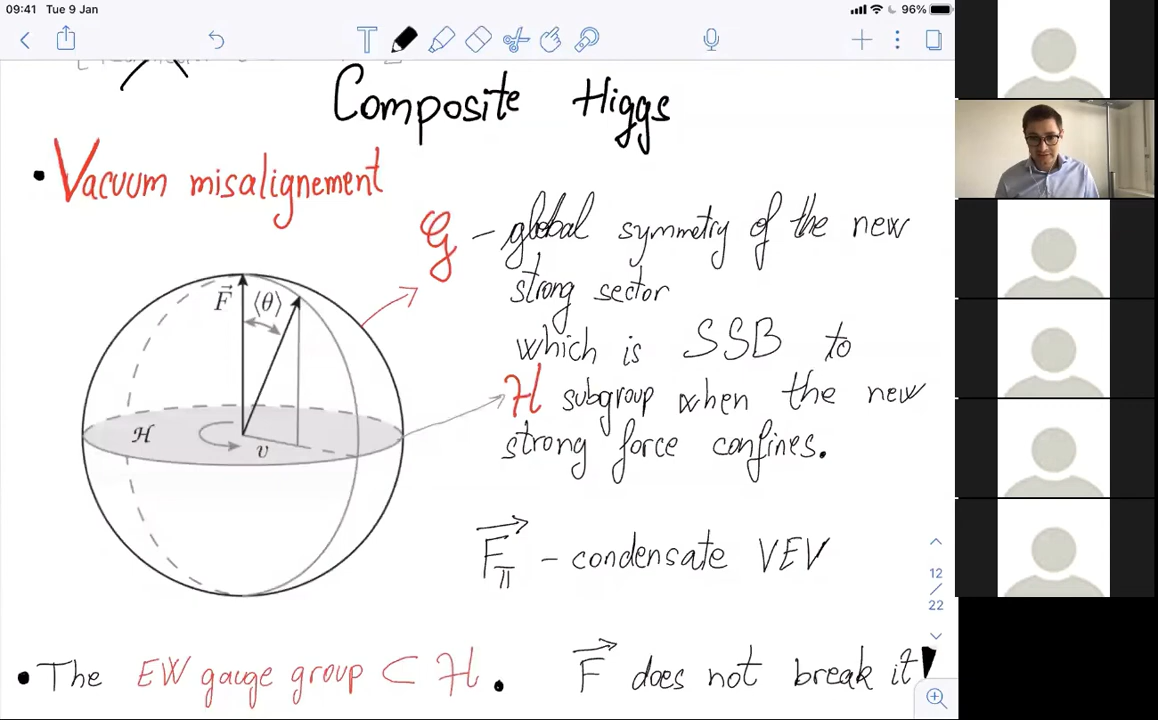 09:41 Tue 9 Jan
96%
Composite Higgs
• Vacuum misalignement
G - global symmetry of the new
strong sector
which is SSB to
H subgroup when the new
strong force confines.
F ⟨θ⟩
H
v
F π - condensate VEV
12
/
22
• The EW gauge group ⊂ H. F does not break it!